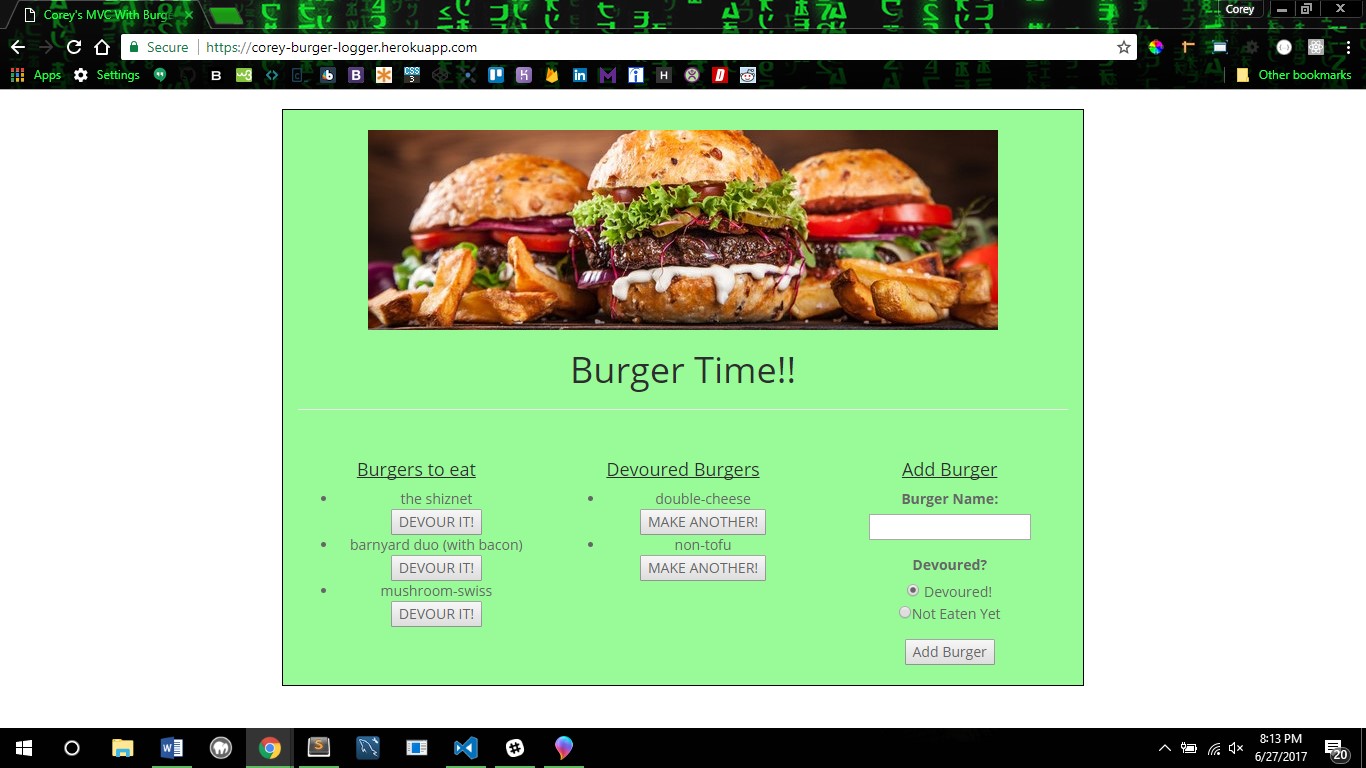 Corey's MVC With Burg
Corey
Secure
https://corey-burger-logger.herokuapp.com
Apps
Settings
Other bookmarks
Burger Time!!
Burgers to eat
the shiznet
DEVOUR IT!
barnyard duo (with bacon)
DEVOUR IT!
mushroom-swiss
DEVOUR IT!
Devoured Burgers
double-cheese
MAKE ANOTHER!
non-tofu
MAKE ANOTHER!
Add Burger
Burger Name:
Devoured?
Devoured!
Not Eaten Yet
Add Burger
8:13 PM
6/27/2017
20